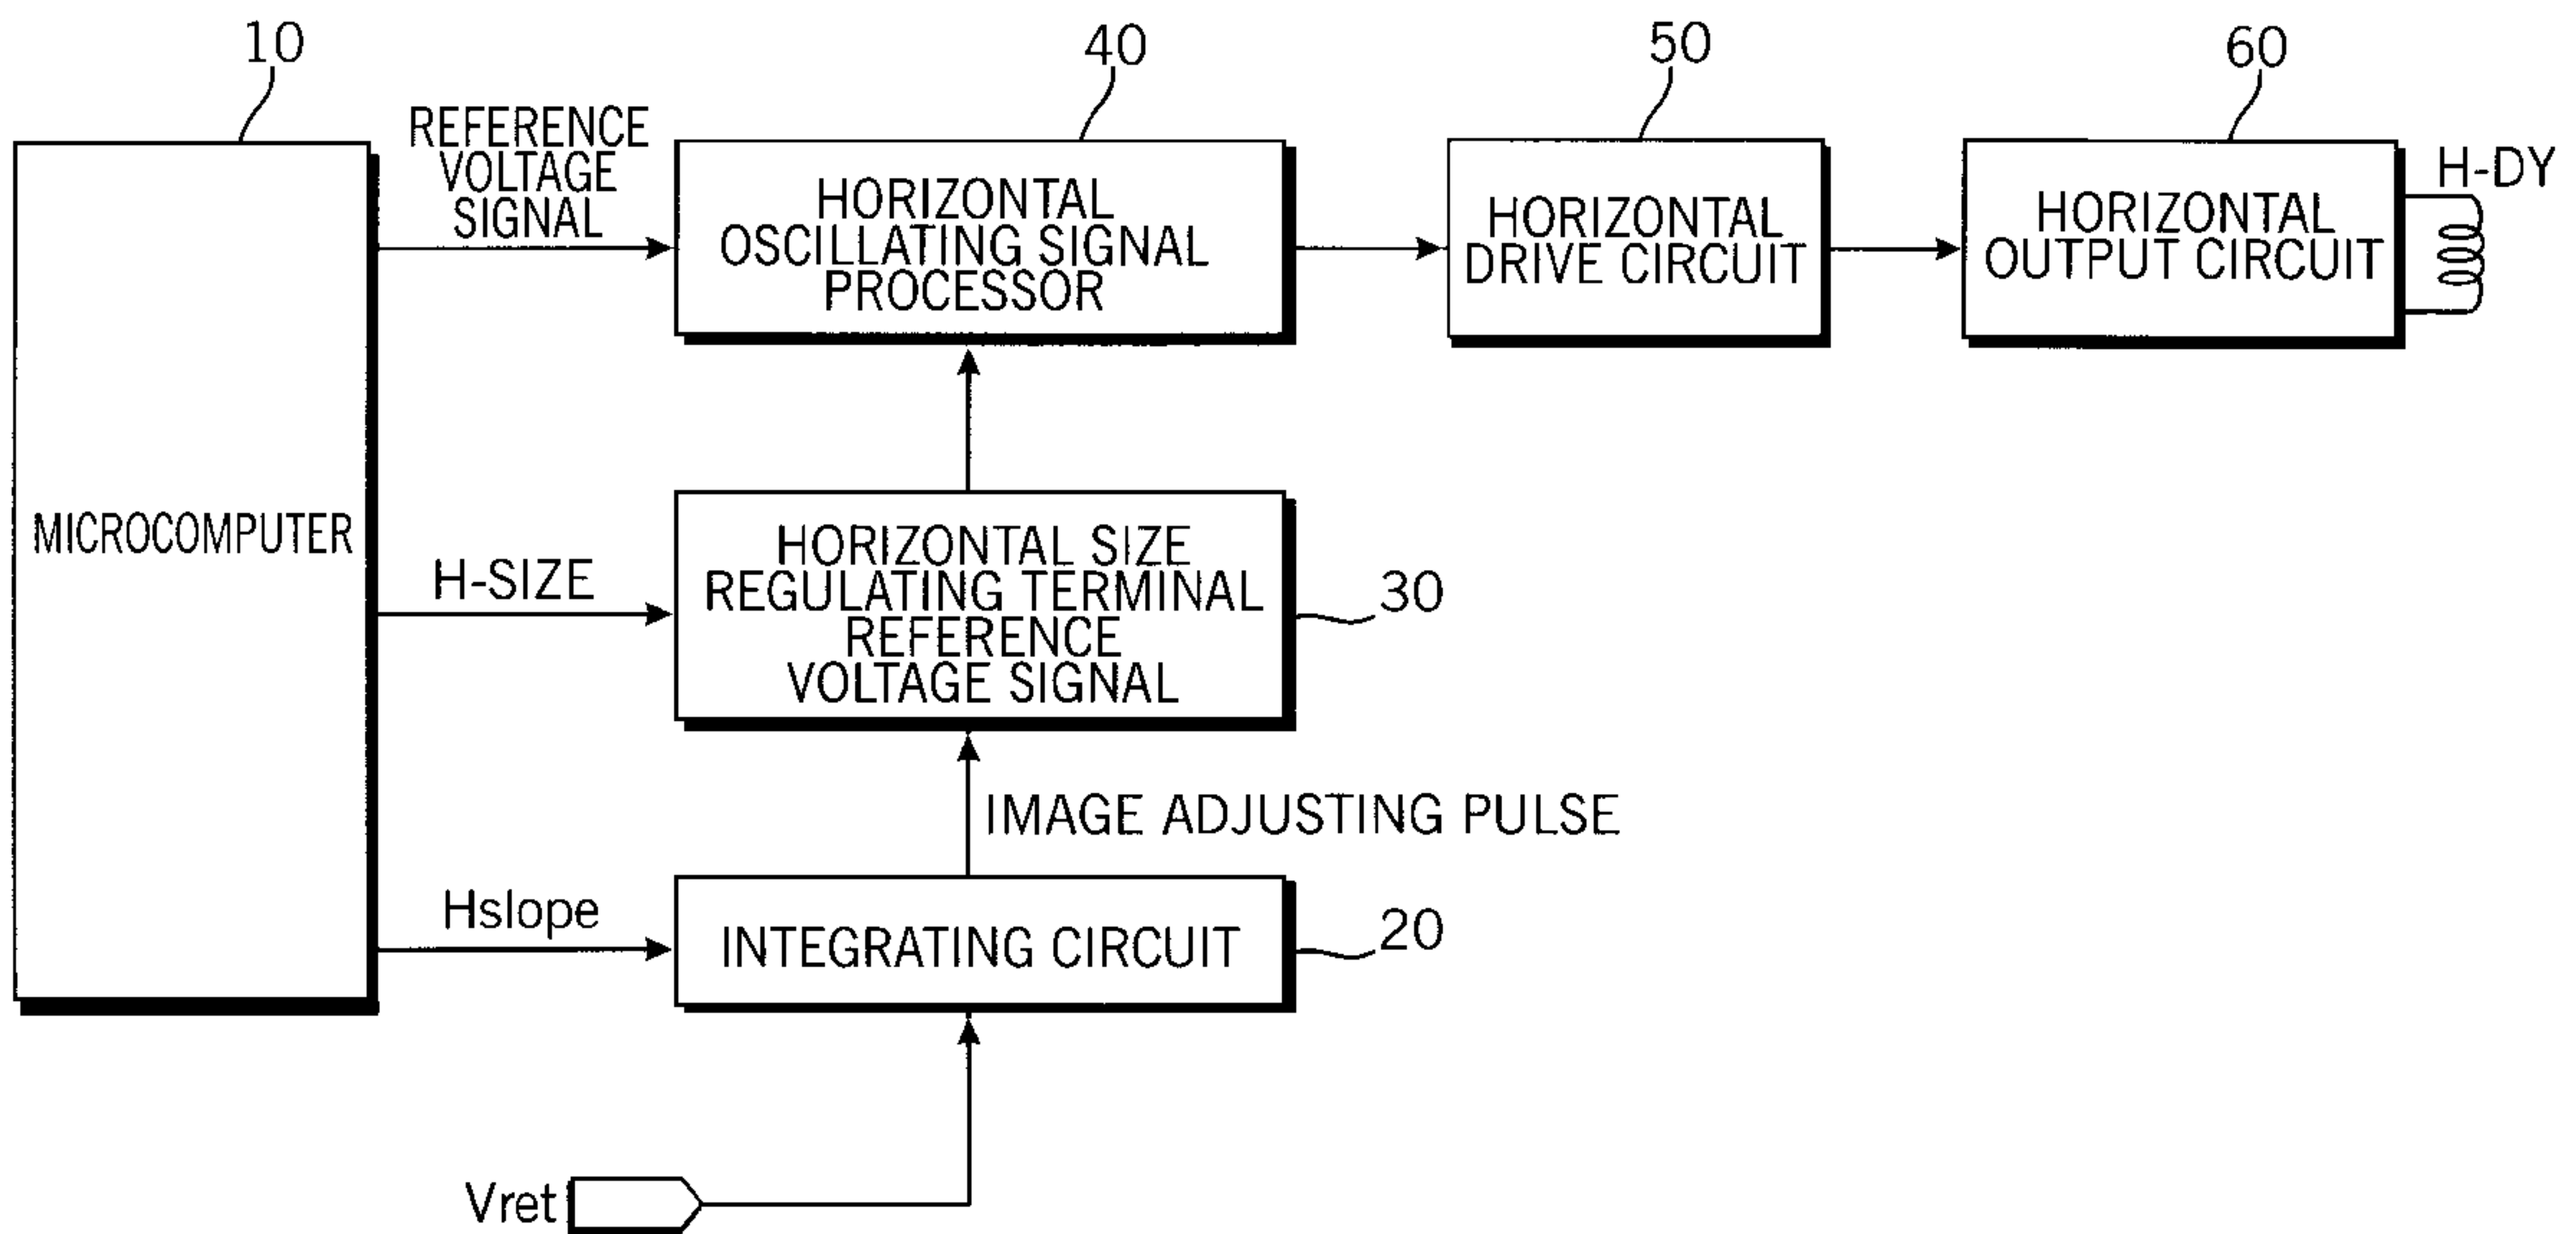 10
40
50
60
REFERENCE
VOLTAGE
SIGNAL
H-DY
HORIZONTAL
OSCILLATING SIGNAL
PROCESSOR
HORIZONTAL
DRIVE CIRCUIT
HORIZONTAL
OUTPUT CIRCUIT
MICROCOMPUTER
H-SIZE
HORIZONTAL SIZE
REGULATING TERMINAL
REFERENCE
VOLTAGE SIGNAL
30
IMAGE ADJUSTING PULSE
Hslope
INTEGRATING CIRCUIT
20
Vret